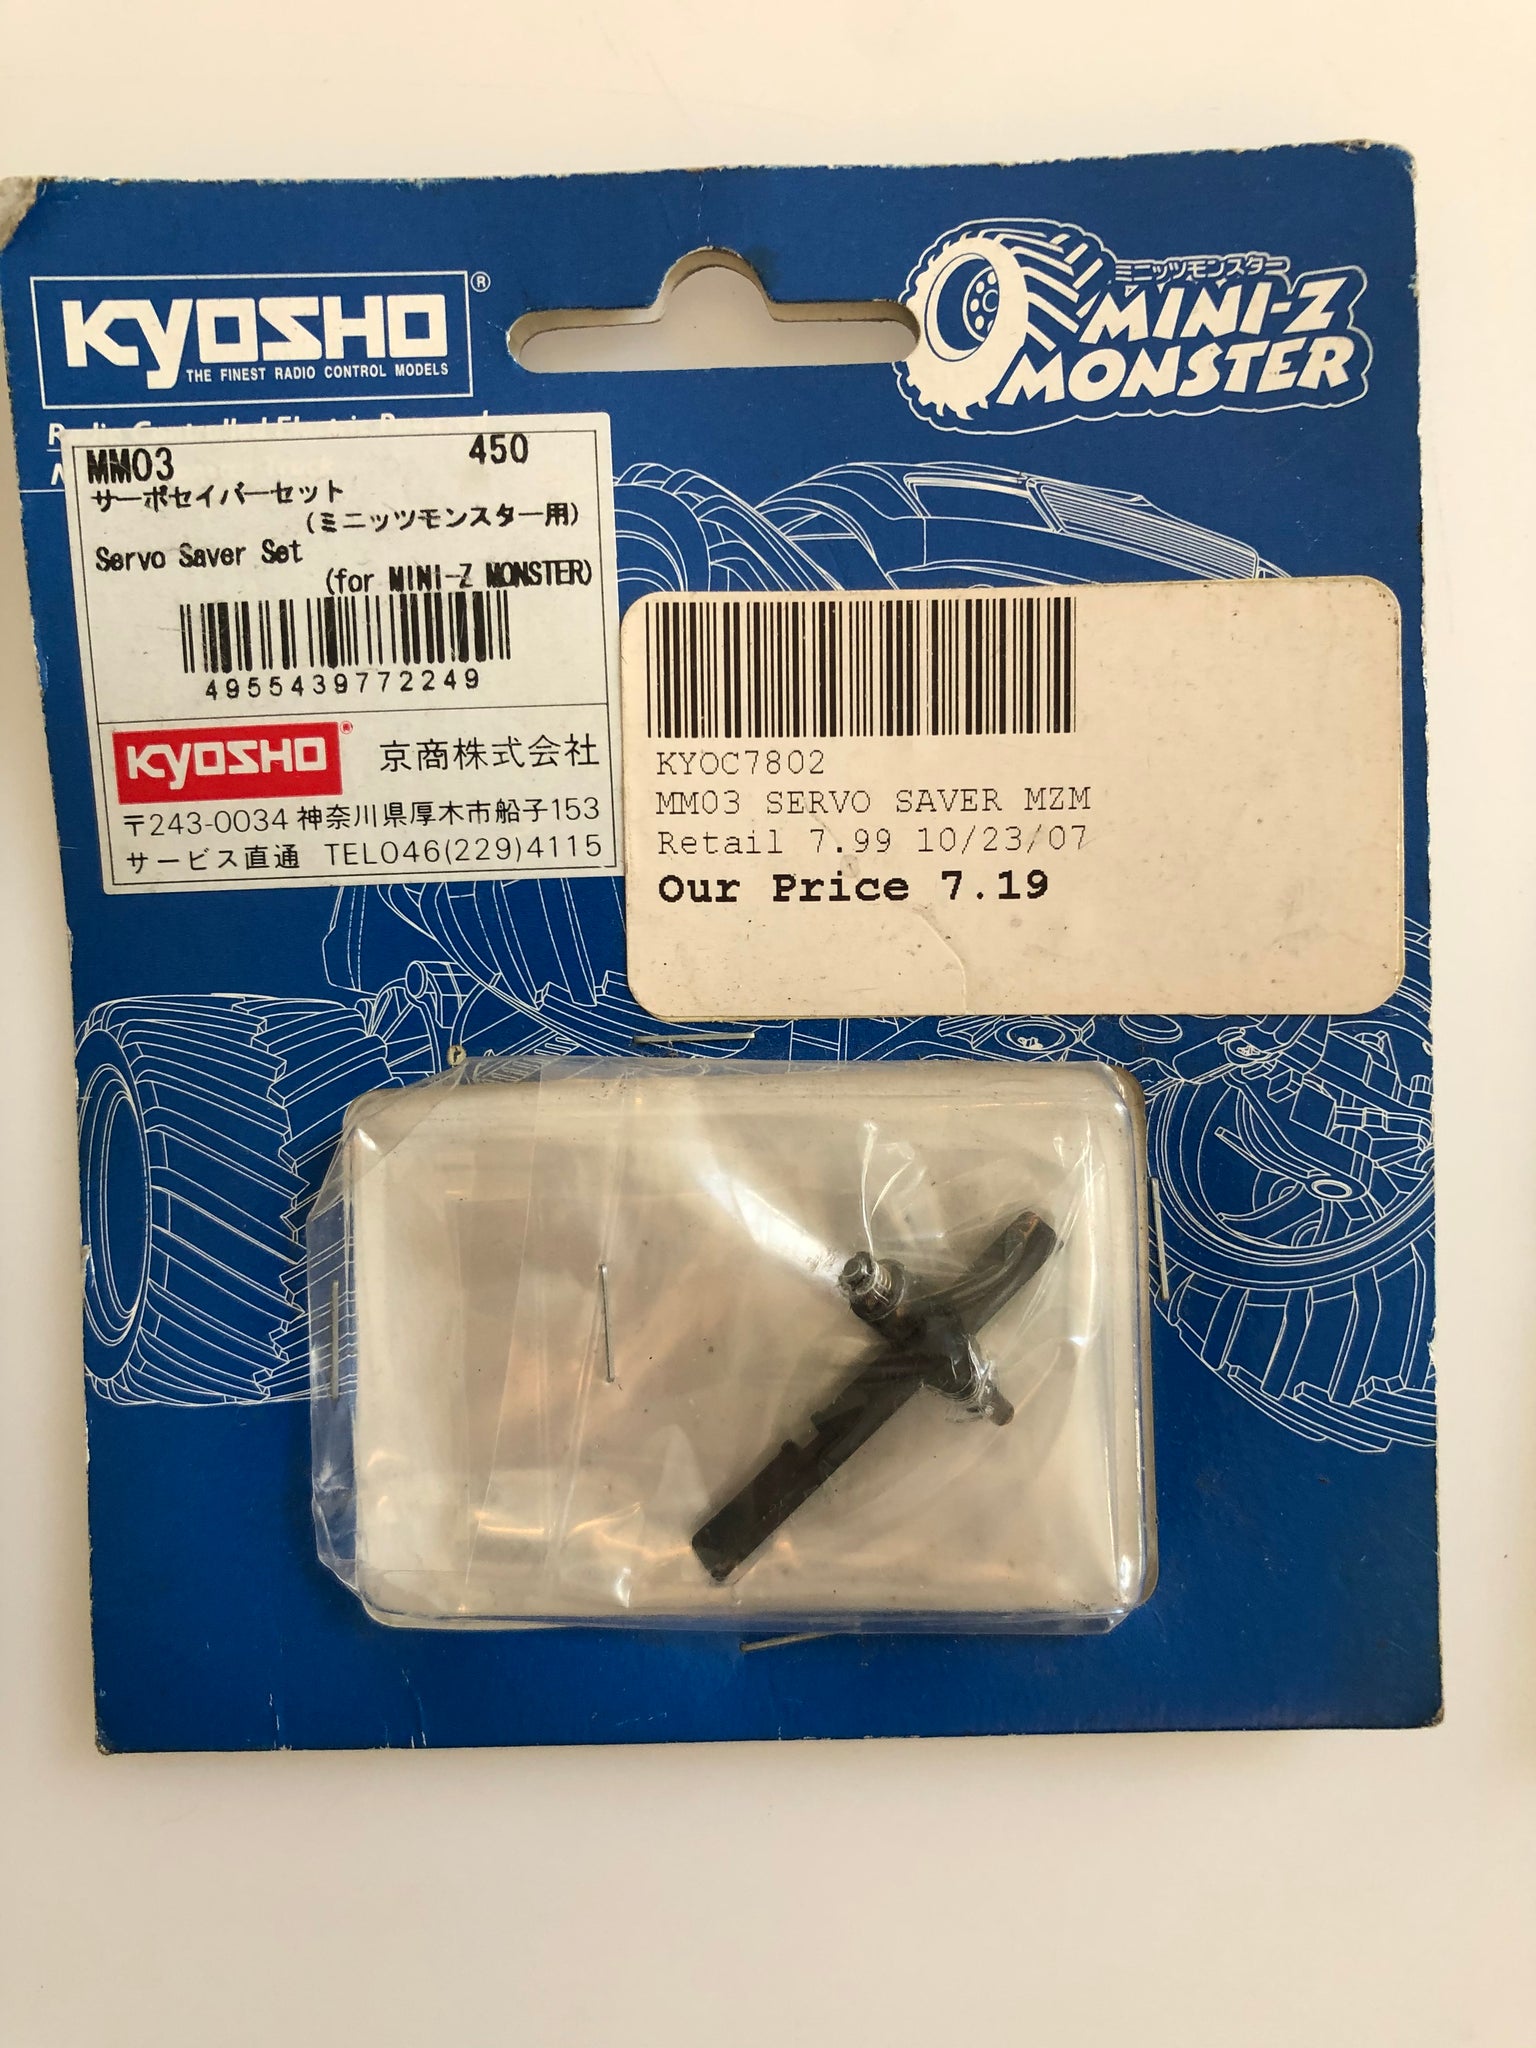 KYOSHO®
THE FINEST RADIO CONTROL MODELS
ミニッツモンスター
MINI-Z
MONSTER
MM03 450
サーボセイバーセット
(ミニッツモンスター用)
Servo Saver Set
(for MINI-Z MONSTER)
4955439772249
KYOSHO® 京商株式会社
〒243-0034 神奈川県厚木市船子153
サービス直通 TEL046(229)4115
KYOC7802
MM03 SERVO SAVER MZM
Retail 7.99 10/23/07
Our Price 7.19